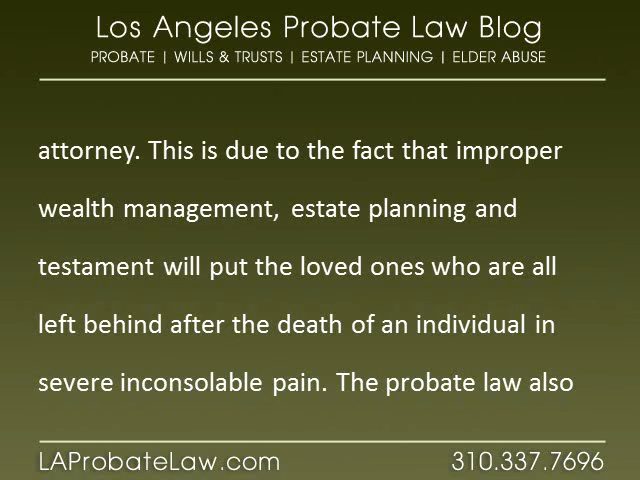 Los Angeles Probate Law Blog
PROBATE | WILLS & TRUSTS | ESTATE PLANNING | ELDER ABUSE
attorney. This is due to the fact that improper
wealth management, estate planning and
testament will put the loved ones who are all
left behind after the death of an individual in
severe inconsolable pain. The probate law also
LAProbateLaw.com 310.337.7696